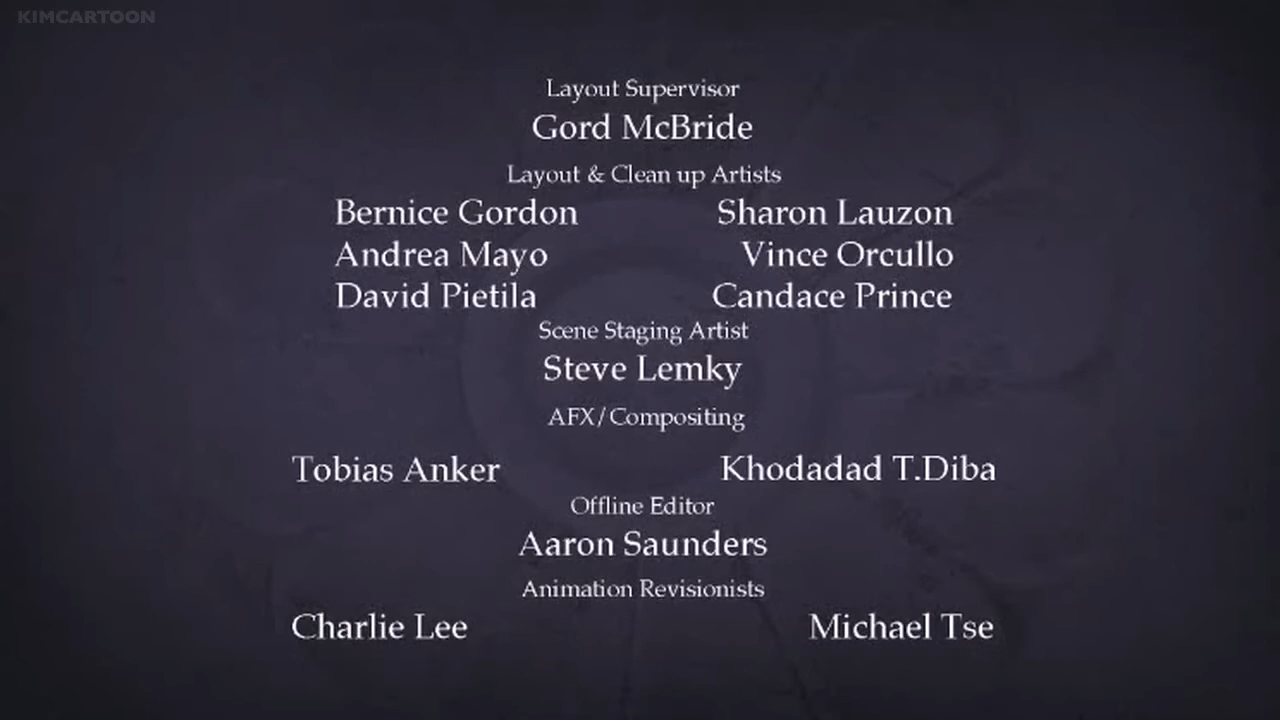 KIMCARTOON
Layout Supervisor
Gord McBride
Layout & Clean up Artists
Bernice Gordon Sharon Lauzon
Andrea Mayo Vince Orcullo
David Pietila Candace Prince
Scene Staging Artist
Steve Lemky
AFX/Compositing
Tobias Anker Khodadad T.Diba
Offline Editor
Aaron Saunders
Animation Revisionists
Charlie Lee Michael Tse